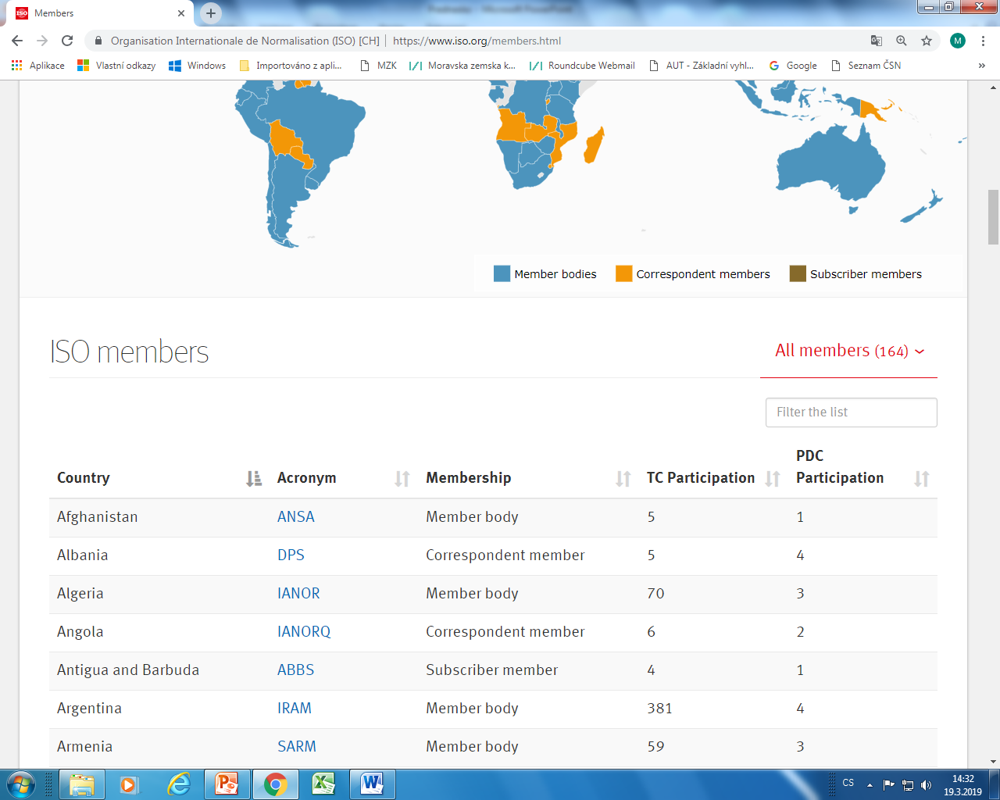 Members
Organisation Internationale de Normalisation (ISO) [CH] https://www.iso.org/members.html
M
Aplikace Vlastní odkazy Windows Importováno z apli... MZK Moravska zemska k... Roundcube Webmail AUT - Základní vyhl... Google Seznam ČSN »
Member bodies Correspondent members Subscriber members
ISO members
All members (164)
Filter the list
Country Acronym Membership TC Participation PDC Participation
Afghanistan ANSA Member body 5 1
Albania DPS Correspondent member 5 4
Algeria IANOR Member body 70 3
Angola IANORQ Correspondent member 6 2
Antigua and Barbuda ABBS Subscriber member 4 1
Argentina IRAM Member body 381 4
Armenia SARM Member body 59 3
CS 14:32
19.3.2019